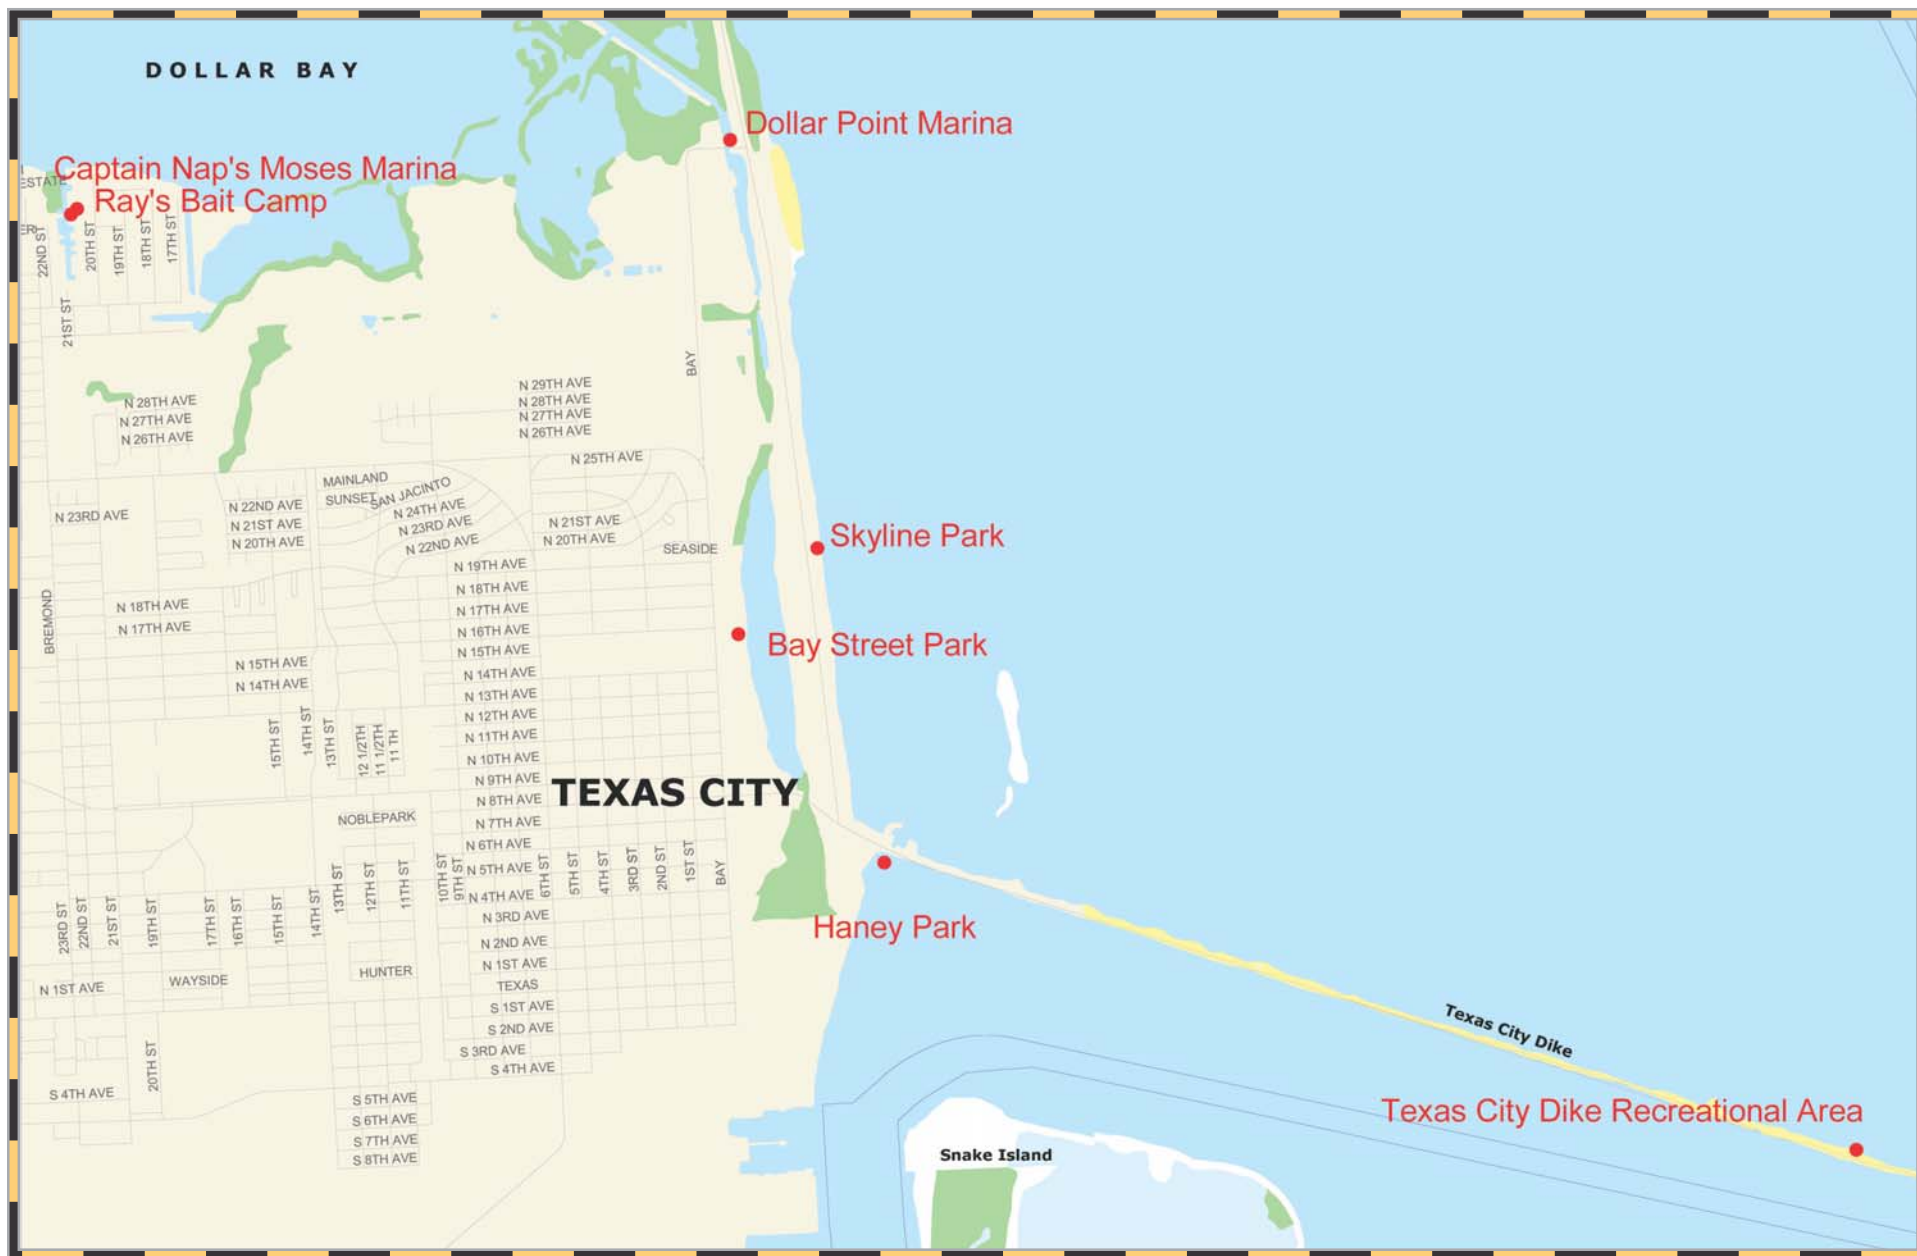 DOLLAR BAY
Dollar Point Marina
Captain Nap's Moses Marina
ESTATE
Ray's Bait Camp
22ND ST
20TH ST
19TH ST
18TH ST
17TH ST
21ST ST
BAY
N 29TH AVE
N 28TH AVE
N 27TH AVE
N 26TH AVE
N 28TH AVE
N 27TH AVE
N 26TH AVE
N 25TH AVE
MAINLAND
SUNSET
SAN JACINTO
N 24TH AVE
N 23RD AVE
N 22ND AVE
N 22ND AVE
N 21ST AVE
N 20TH AVE
N 23RD AVE
N 21ST AVE
N 20TH AVE
SEASIDE
Skyline Park
N 19TH AVE
N 18TH AVE
N 17TH AVE
N 16TH AVE
N 15TH AVE
N 14TH AVE
N 13TH AVE
N 12TH AVE
N 11TH AVE
N 10TH AVE
N 9TH AVE
N 8TH AVE
N 7TH AVE
N 6TH AVE
N 5TH AVE
N 4TH AVE
N 3RD AVE
N 2ND AVE
N 1ST AVE
TEXAS
S 1ST AVE
S 2ND AVE
S 3RD AVE
S 4TH AVE
BREMOND
N 18TH AVE
N 17TH AVE
Bay Street Park
N 15TH AVE
N 14TH AVE
15TH ST
14TH ST
13TH ST
12 1/2TH
11 1/2TH
11 TH
TEXAS CITY
NOBLEPARK
13TH ST
12TH ST
11TH ST
10TH ST
9TH ST
6TH ST
5TH ST
4TH ST
3RD ST
2ND ST
1ST ST
BAY
Haney Park
23RD ST
22ND ST
21ST ST
19TH ST
17TH ST
16TH ST
15TH ST
14TH ST
HUNTER
WAYSIDE
N 1ST AVE
20TH ST
S 4TH AVE
S 5TH AVE
S 6TH AVE
S 7TH AVE
S 8TH AVE
Texas City Dike
Texas City Dike Recreational Area
Snake Island